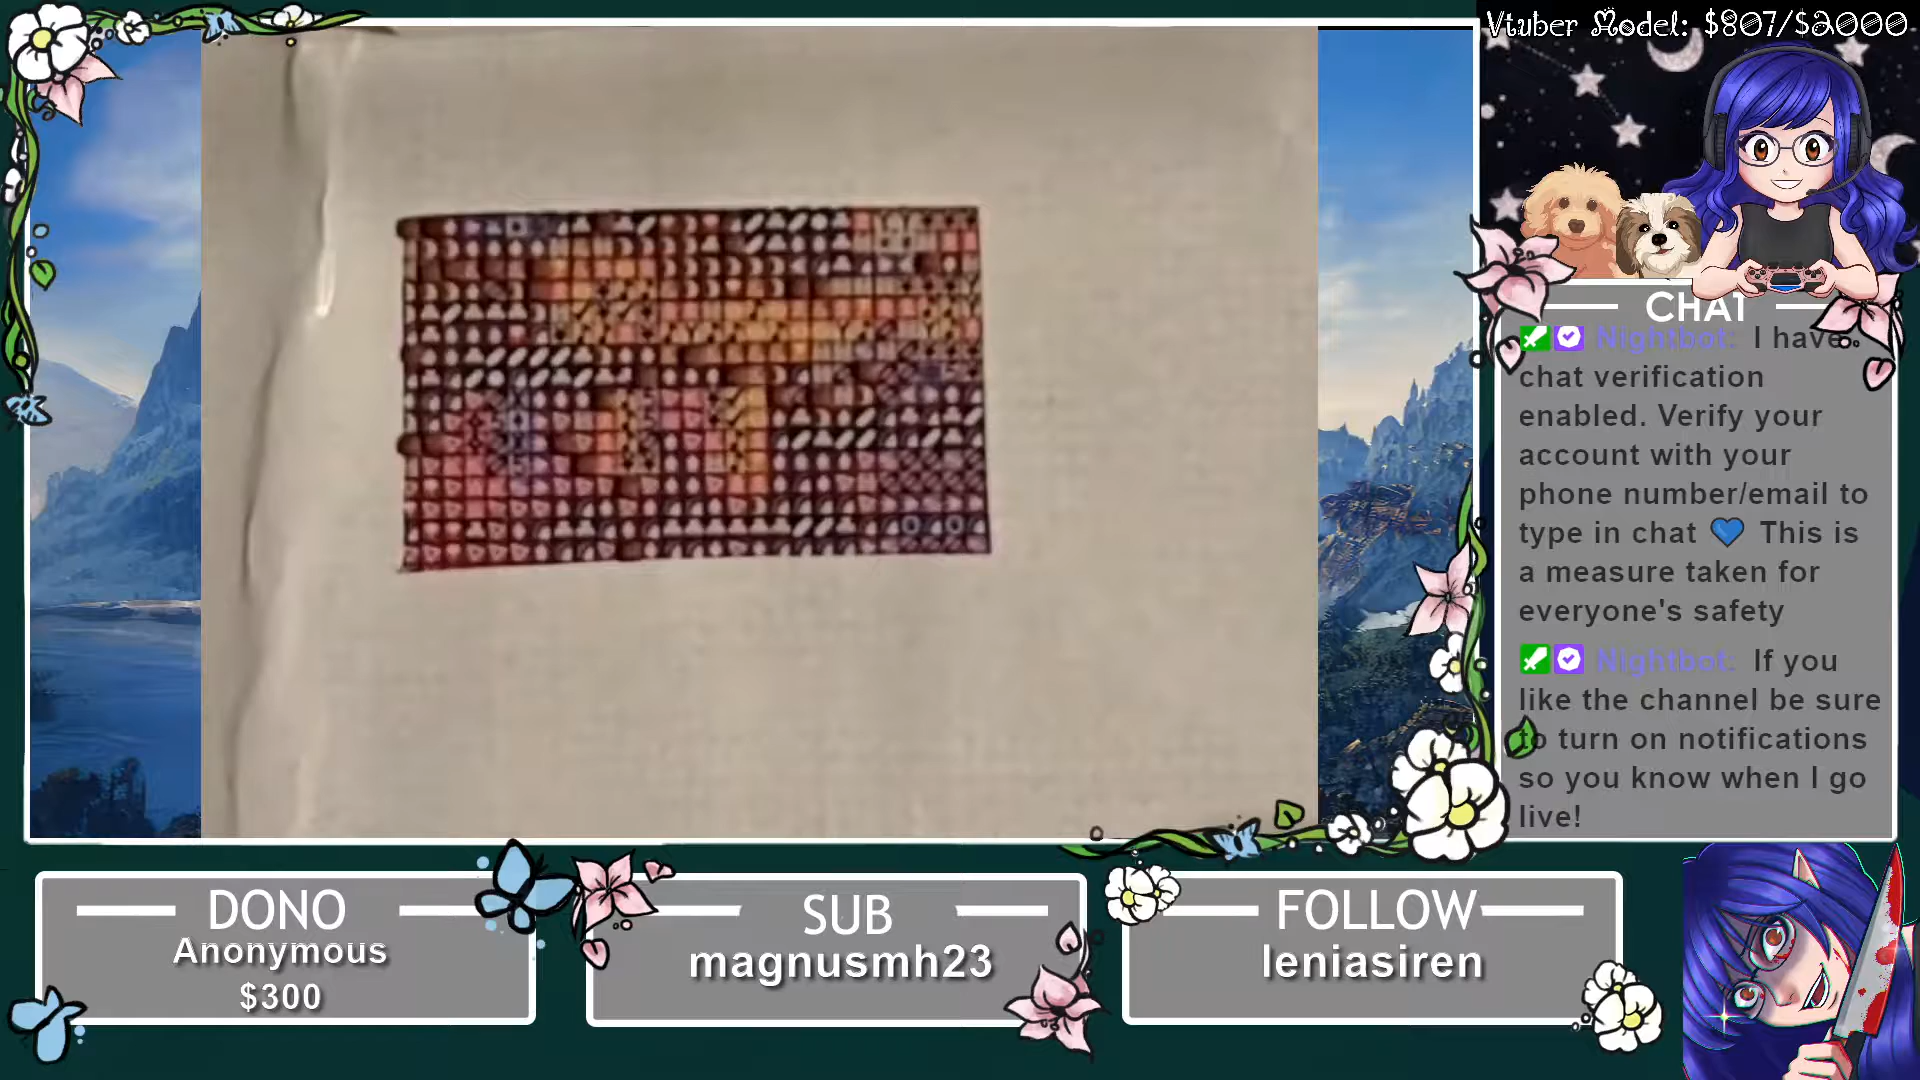 Vtuber Model: $807/$2000
CHAT
Nightbot: I have
chat verification
enabled. Verify your
account with your
phone number/email to
type in chat 💙 This is
a measure taken for
everyone's safety
Nightbot: If you
like the channel be sure
to turn on notifications
so you know when I go
live!
DONO
Anonymous
$300
SUB
magnusmh23
FOLLOW
leniasiren